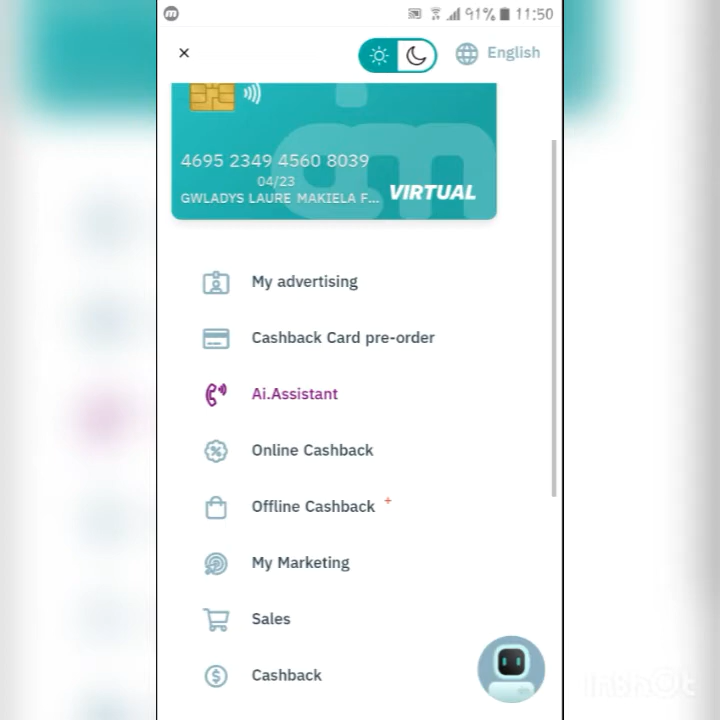 91% 11:50
English
4695 2349 4560 8039
04/23
GWLADYS LAURE MAKIELA F...
VIRTUAL
My advertising
Cashback Card pre-order
Ai.Assistant
Online Cashback
Offline Cashback +
My Marketing
Sales
Cashback
InShOt